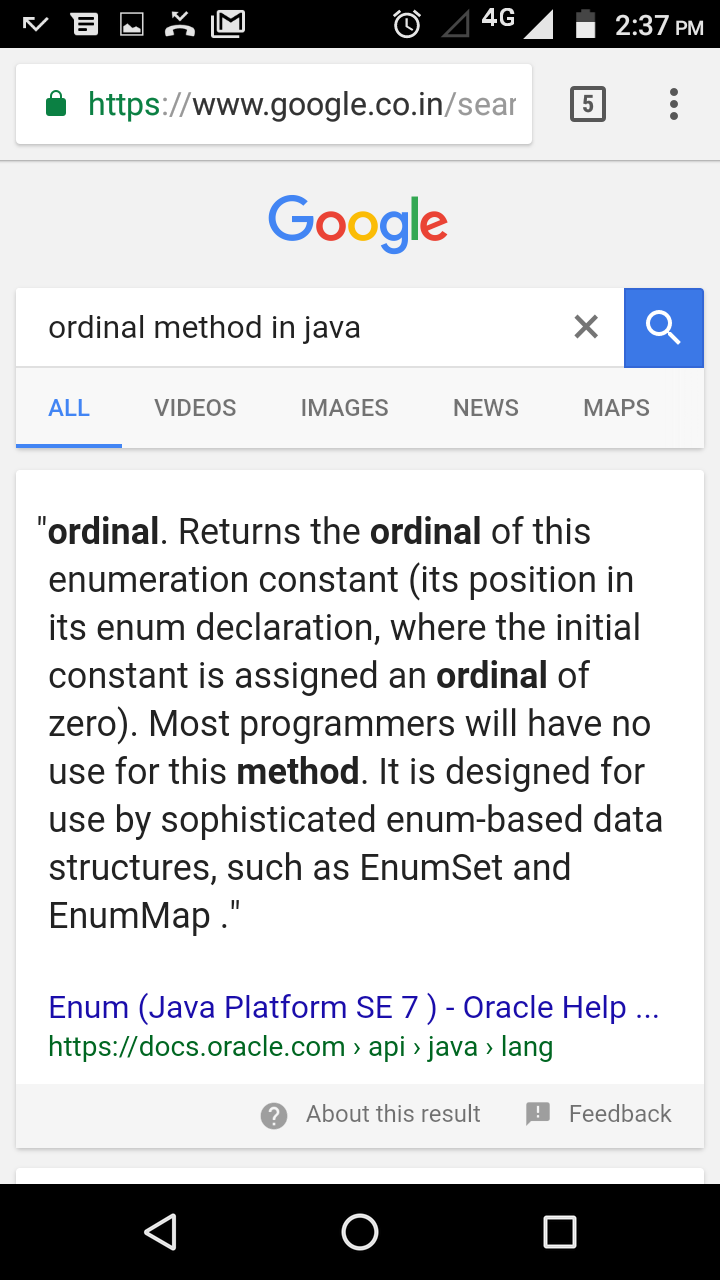 4G 2:37 PM
https://www.google.co.in/sear
5
Google
ordinal method in java
ALL VIDEOS IMAGES NEWS MAPS
"ordinal. Returns the ordinal of this
enumeration constant (its position in
its enum declaration, where the initial
constant is assigned an ordinal of
zero). Most programmers will have no
use for this method. It is designed for
use by sophisticated enum-based data
structures, such as EnumSet and
EnumMap ."
Enum (Java Platform SE 7 ) - Oracle Help ...
https://docs.oracle.com › api › java › lang
About this result Feedback